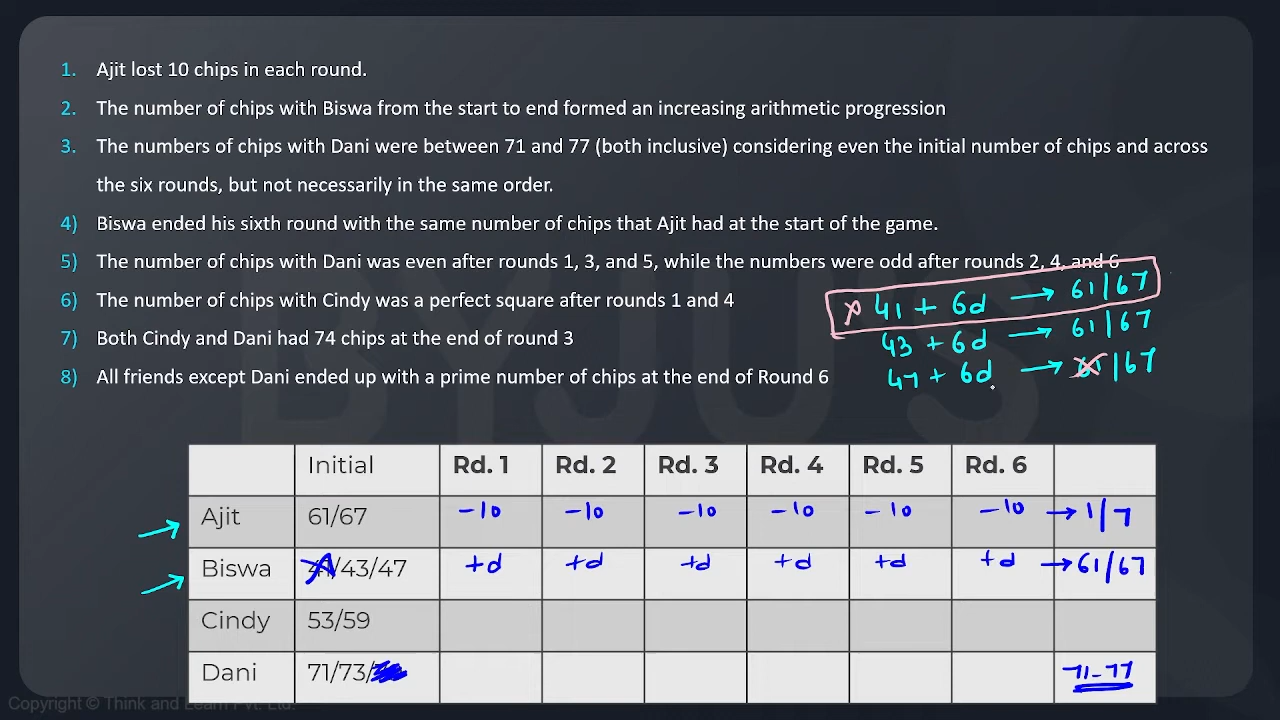 1. Ajit lost 10 chips in each round.
2. The number of chips with Biswa from the start to end formed an increasing arithmetic progression
3. The numbers of chips with Dani were between 71 and 77 (both inclusive) considering even the initial number of chips and across
the six rounds, but not necessarily in the same order.
4) Biswa ended his sixth round with the same number of chips that Ajit had at the start of the game.
5) The number of chips with Dani was even after rounds 1, 3, and 5, while the numbers were odd after rounds 2, 4, and 6
6) The number of chips with Cindy was a perfect square after rounds 1 and 4
x 41 + 6d → 61/67
43 + 6d → 61/67
7) Both Cindy and Dani had 74 chips at the end of round 3
8) All friends except Dani ended up with a prime number of chips at the end of Round 6
47 + 6d → 61/67
BYJU'S
Initial Rd. 1 Rd. 2 Rd. 3 Rd. 4 Rd. 5 Rd. 6
→ Ajit 61/67 -10 -10 -10 -10 -10 -10 → 1/7
→ Biswa 41/43/47 +d +d +d +d +d +d → 61/67
Cindy 53/59
Dani 71/73/ 71-77
Copyright © Think and Learn Pvt. Ltd.